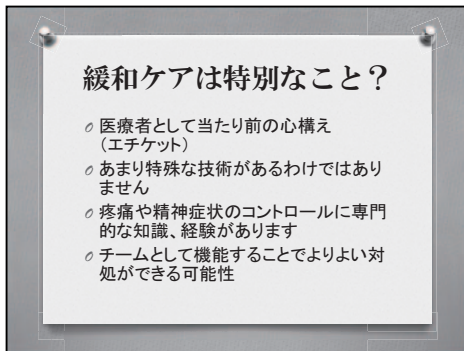 緩和ケアは特別なこと？
医療者として当たり前の心構え
（エチケット）
あまり特殊な技術があるわけではあり
ません
疼痛や精神症状のコントロールに専門
的な知識、経験があります
チームとして機能することでよりよい対
処ができる可能性